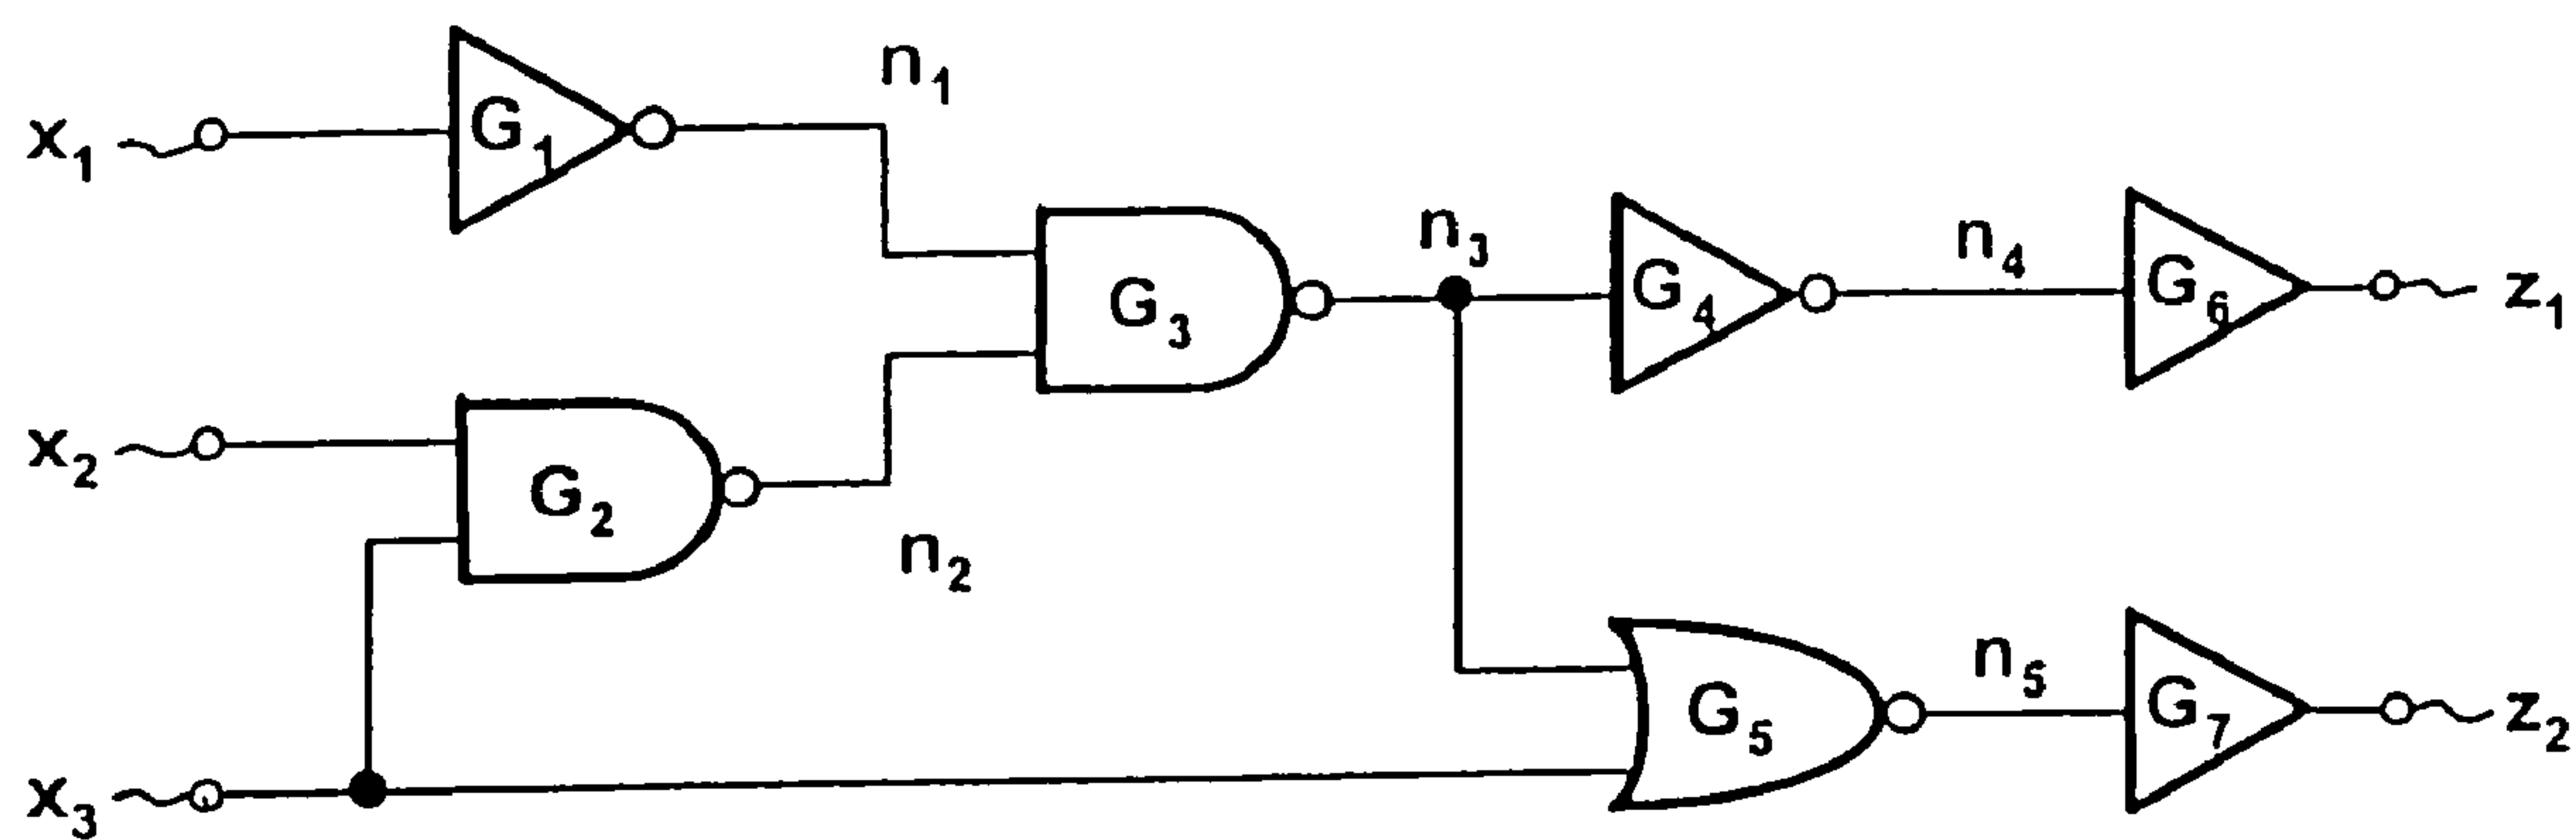 x₁
G₁
n₁
x₂
G₂
n₂
x₃
G₃
n₃
G₄
n₄
G₆
z₁
G₅
n₅
G₇
z₂